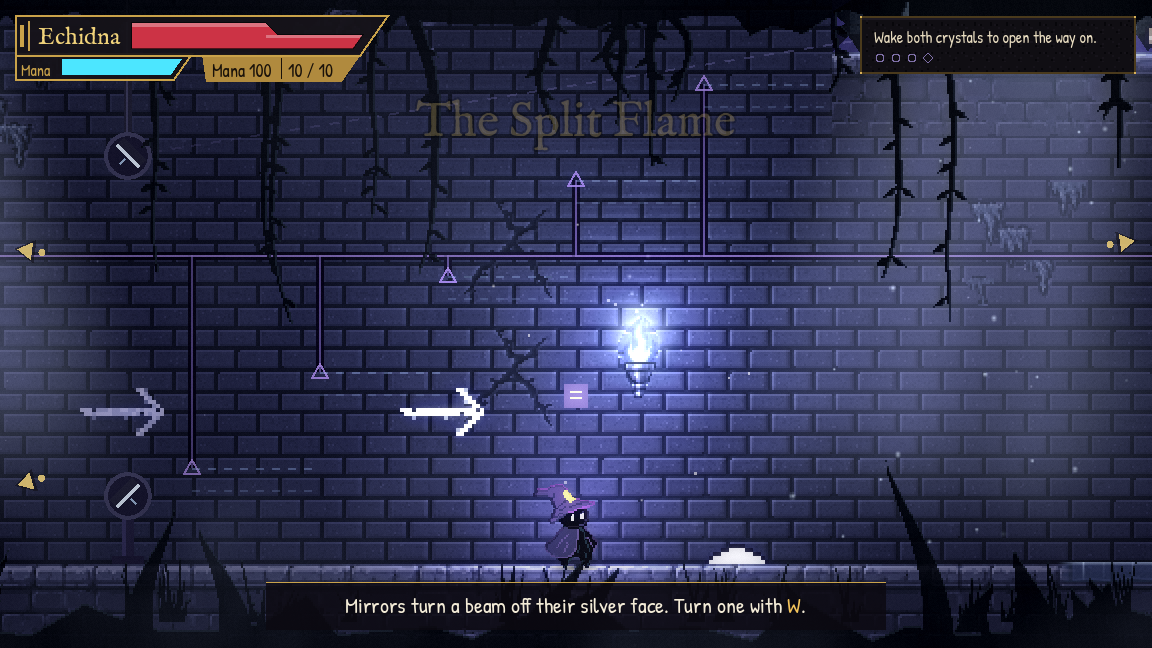 Echidna
Mana
Mana 100
10 / 10
Wake both crystals to open the way on.
The Split Flame
=
Mirrors turn a beam off their silver face. Turn one with W.